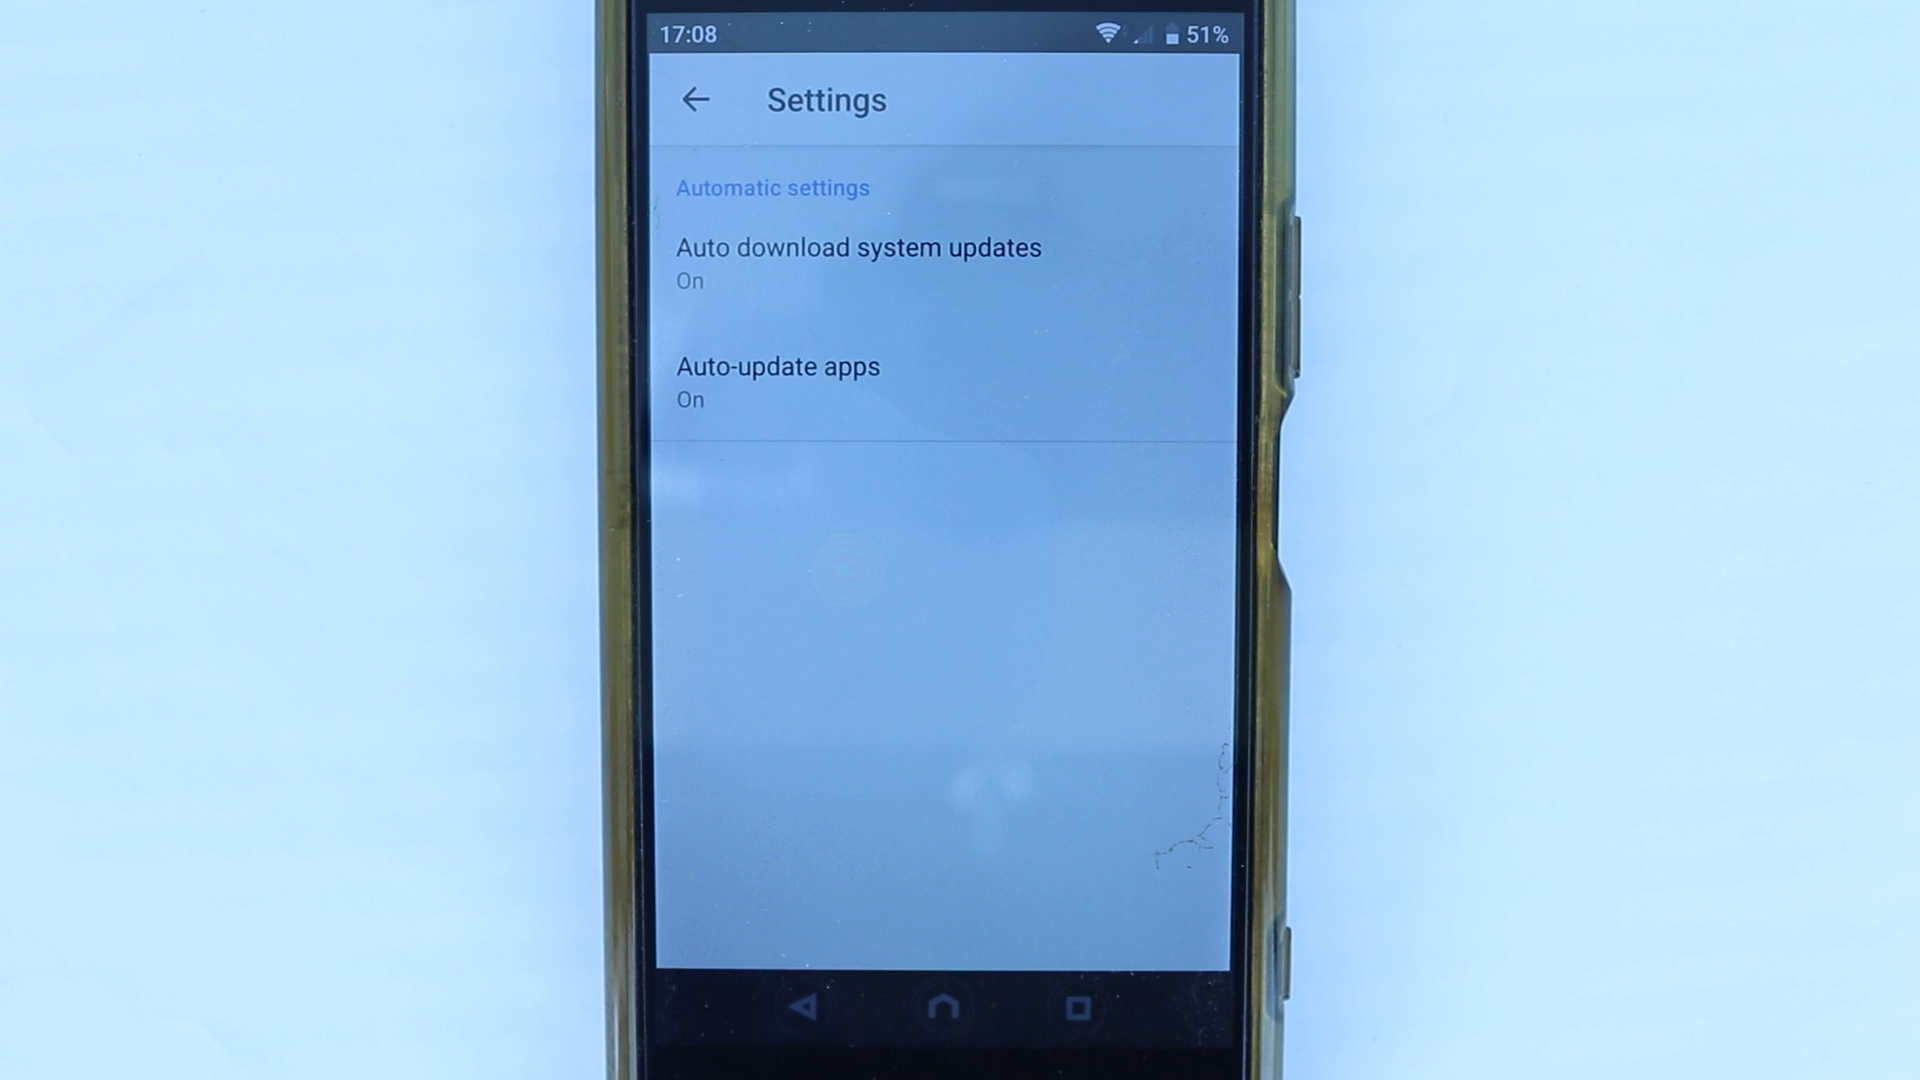 17:08 51%
Settings
Automatic settings
Auto download system updates
On
Auto-update apps
On